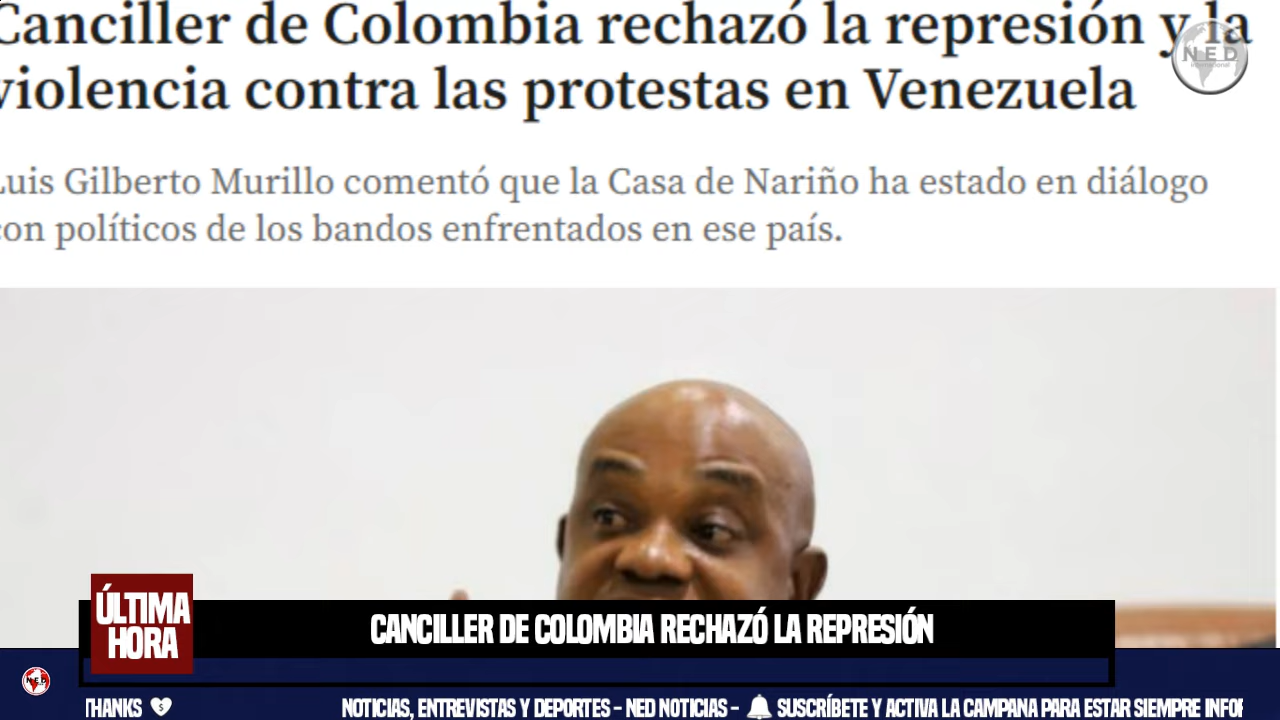 Canciller de Colombia rechazó la represión y la
violencia contra las protestas en Venezuela
NED
international
Luis Gilberto Murillo comentó que la Casa de Nariño ha estado en diálogo
con políticos de los bandos enfrentados en ese país.
ÚLTIMA
HORA
CANCILLER DE COLOMBIA RECHAZÓ LA REPRESIÓN
NED
THANKS NOTICIAS, ENTREVISTAS Y DEPORTES - NED NOTICIAS - SUSCRÍBETE Y ACTIVA LA CAMPANA PARA ESTAR SIEMPRE INFOR